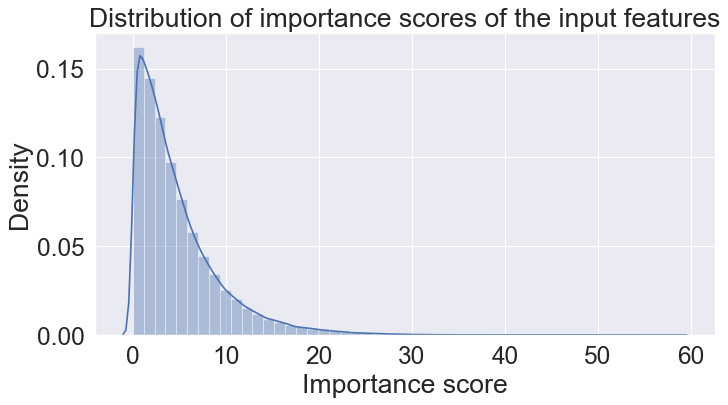 Distribution of importance scores of the input features
0.15
0.10
0.05
0.00
Density
0 10 20 30 40 50 60
Importance score